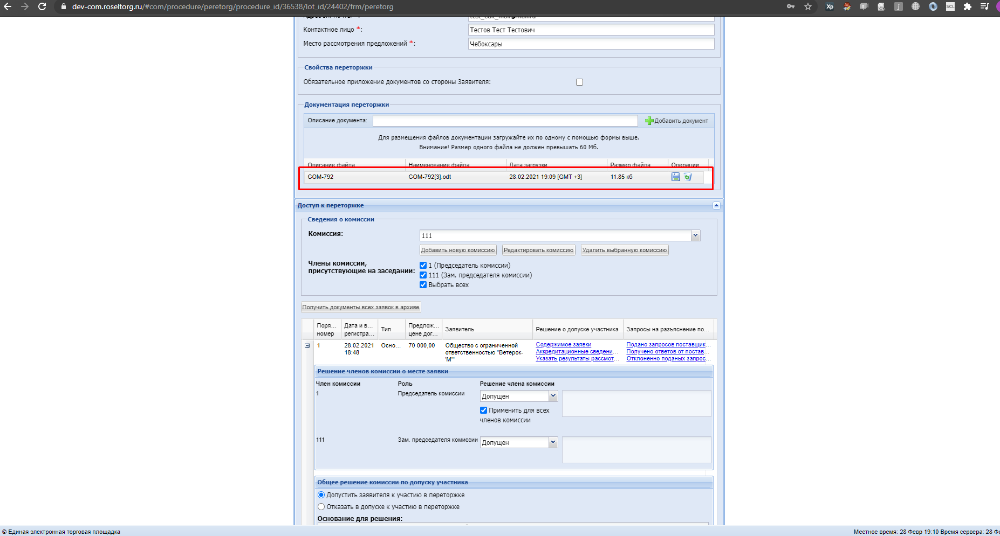 dev-com.roseltorg.ru/#com/procedure/peretorg/procedure_id/36538/lot_id/24402/frm/peretorg
Контактное лицо *: Тестов Тест Тестович
Место рассмотрения предложений *: Чебоксары
Свойства переторжки
Обязательное приложение документов со стороны Заявителя:
Документация переторжки
Описание документа: Добавить документ
Для размещения файлов документации загружайте их по одному с помощью формы выше.
Внимание! Размер одного файла не должен превышать 60 Мб.
Описание файла Наименование файла Дата загрузки Размер файла Операции
COM-792 COM-792[3].odt 28.02.2021 19:09 [GMT +3] 11.85 кб
Доступ к переторжке
Сведения о комиссии
Комиссия: 111
Добавить новую комиссию Редактировать комиссию Удалить выбранную комиссию
Члены комиссии,
присутствующие на заседании:
1 (Председатель комиссии)
111 (Зам. председателя комиссии)
Выбрать всех
Получить документы всех заявок в архиве
Поря...
номер
Дата и в...
регистра...
Тип
Предлож...
цене дог...
Заявитель
Решение о допуске участника
Запросы на разъяснение по...
1
28.02.2021
18:48
Осно...
70 000,00
Общество с ограниченной
ответственностью "Ветерок-
'М'"
Содержимое заявки
Аккредитационные сведени...
Указать результаты рассмот...
Подано запросов поставщик...
Получено ответов от постав...
Отклоненно поданых запрос...
Решение членов комиссии о месте заявки
Член комиссии Роль Решение члена комиссии
1 Председатель комиссии Допущен
Применить для всех
членов комиссии
111 Зам. председателя комиссии Допущен
Общее решение комиссии по допуску участника
Допустить заявителя к участию в переторжке
Отказать в допуске к участию в переторжке
Основание для решения:
© Единая электронная торговая площадка
Местное время: 28 Февр 19:10 Время сервера: 28 Фе